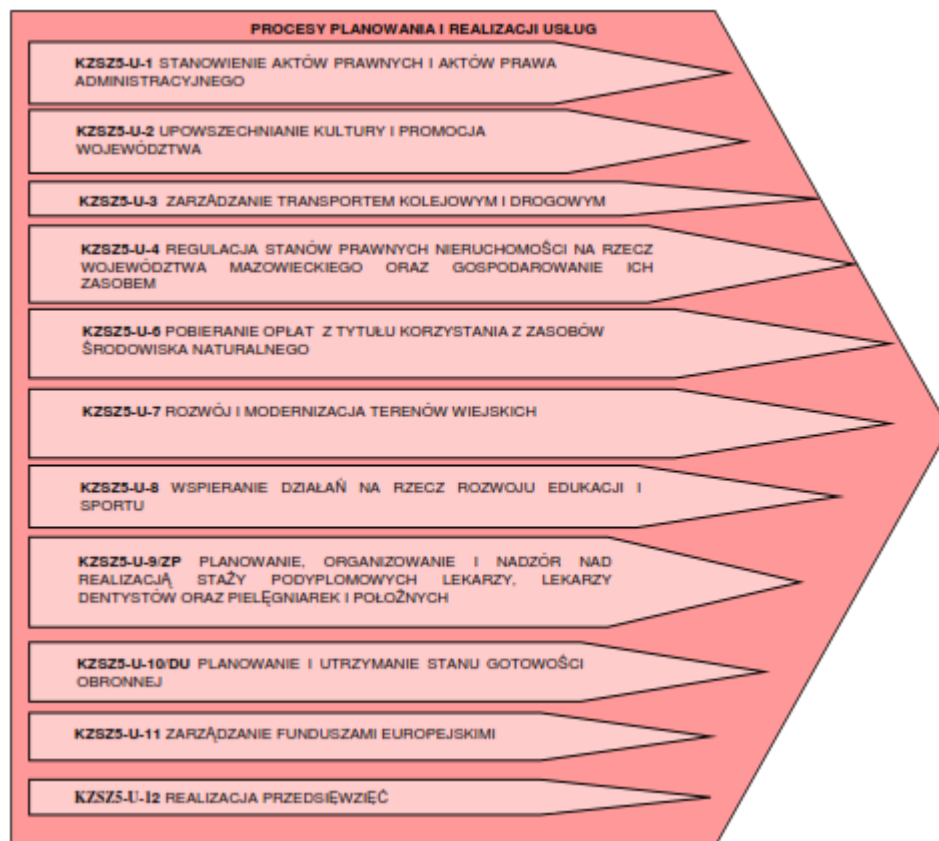 PROCESY PLANOWANIA I REALIZACJI USŁUG
KZSZ5-U-1 STANOWIENIE AKTÓW PRAWNYCH I AKTÓW PRAWA
ADMINISTRACYJNEGO
KZSZ5-U-2 UPOWSZECHNIANIE KULTURY I PROMOCJA
WOJEWÓDZTWA
KZSZ5-U-3 ZARZĄDZANIE TRANSPORTEM KOLEJOWYM I DROGOWYM
KZSZ5-U-4 REGULACJA STANÓW PRAWNYCH NIERUCHOMOŚCI NA RZECZ
WOJEWÓDZTWA MAZOWIECKIEGO ORAZ GOSPODAROWANIE ICH
ZASOBEM
KZSZ5-U-6 POBIERANIE OPŁAT Z TYTUŁU KORZYSTANIA Z ZASOBÓW
ŚRODOWISKA NATURALNEGO
KZSZ5-U-7 ROZWÓJ I MODERNIZACJA TERENÓW WIEJSKICH
KZSZ5-U-8 WSPIERANIE DZIAŁAŃ NA RZECZ ROZWOJU EDUKACJI I
SPORTU
KZSZ5-U-9/ZP PLANOWANIE, ORGANIZOWANIE I NADZÓR NAD
REALIZACJĄ STAŻY PODYPLOMOWYCH LEKARZY, LEKARZY
DENTYSTÓW ORAZ PIELĘGNIAREK I POŁOŻNYCH
KZSZ5-U-10/DU PLANOWANIE I UTRZYMANIE STANU GOTOWOŚCI
OBRONNEJ
KZSZ5-U-11 ZARZĄDZANIE FUNDUSZAMI EUROPEJSKIMI
KZSZ5-U-12 REALIZACJA PRZEDSIĘWZIĘĆ